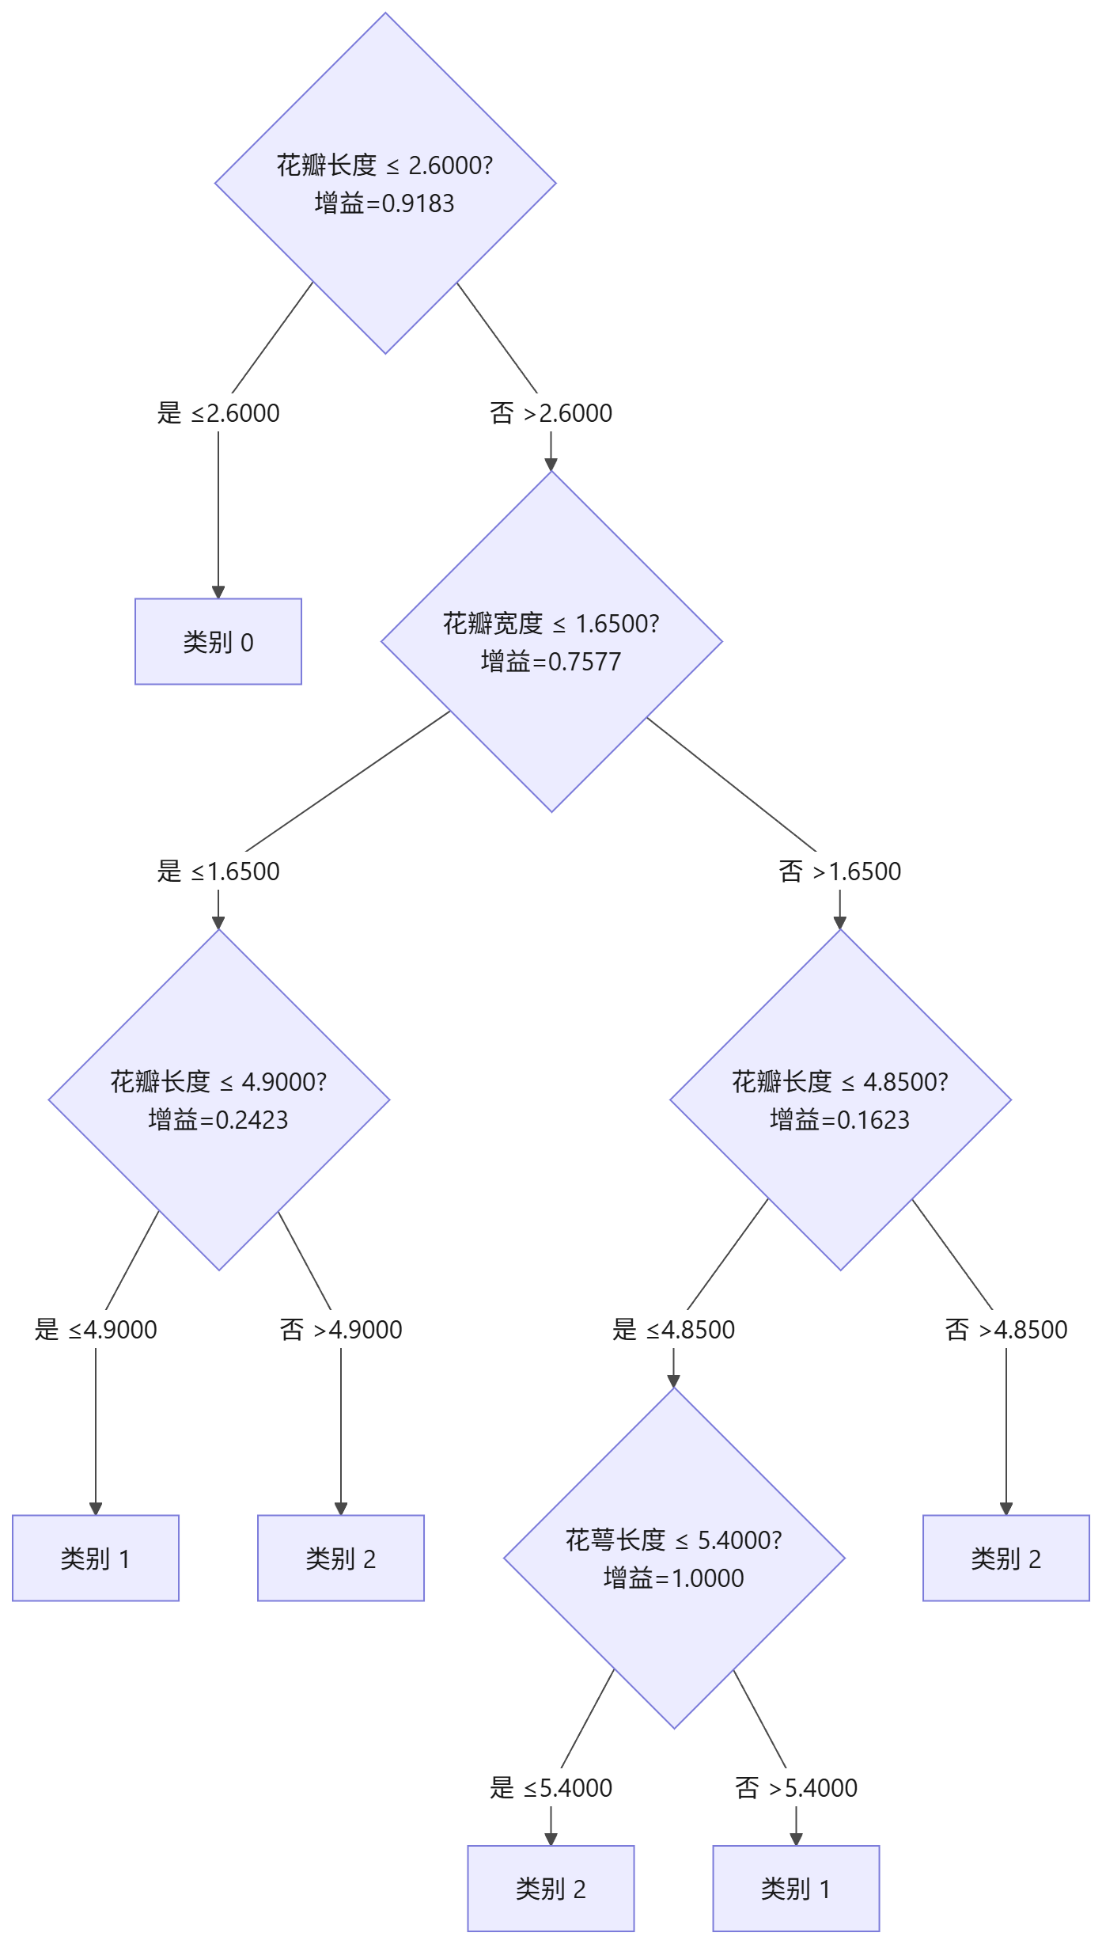 花瓣长度 ≤ 2.6000?
增益=0.9183
是 ≤2.6000
否 >2.6000
类别 0
花瓣宽度 ≤ 1.6500?
增益=0.7577
是 ≤1.6500
否 >1.6500
花瓣长度 ≤ 4.9000?
增益=0.2423
花瓣长度 ≤ 4.8500?
增益=0.1623
是 ≤4.9000
否 >4.9000
是 ≤4.8500
否 >4.8500
类别 1
类别 2
花萼长度 ≤ 5.4000?
增益=1.0000
类别 2
是 ≤5.4000
否 >5.4000
类别 2
类别 1